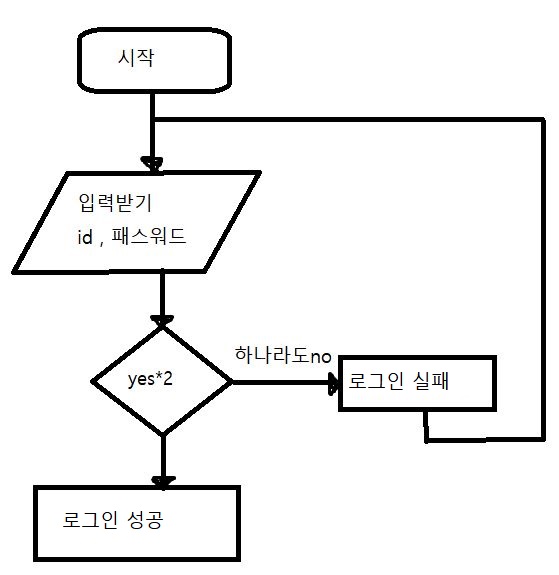 시작
입력받기
id , 패스워드
하나라도no
yes*2
로그인 실패
로그인 성공